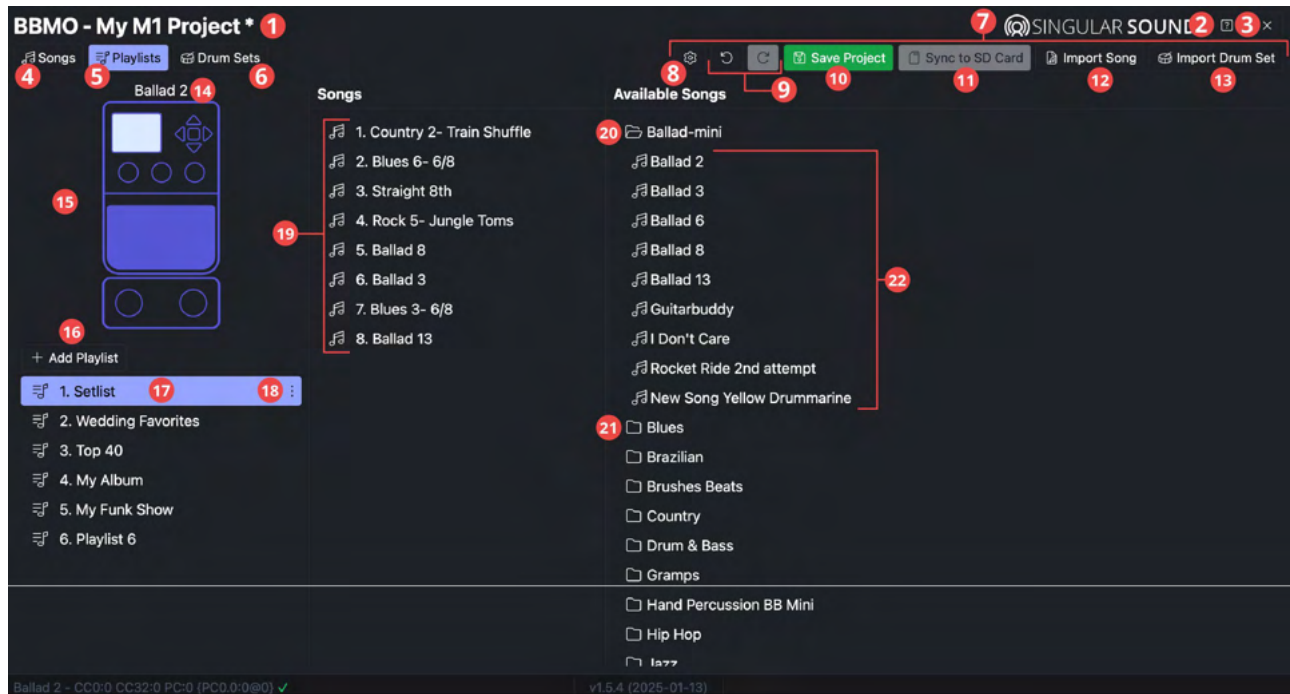 BBMO - My M1 Project * 1
7
SINGULAR SOUND 2 ? 3 ×
Songs Playlists Drum Sets
Save Project Sync to SD Card Import Song Import Drum Set
4 5 6 8 9 10 11 12 13
Ballad 2 14
15
16
+ Add Playlist
1. Setlist 17 18
2. Wedding Favorites
3. Top 40
4. My Album
5. My Funk Show
6. Playlist 6
Songs
1. Country 2- Train Shuffle
2. Blues 6- 6/8
3. Straight 8th
4. Rock 5- Jungle Toms
19
5. Ballad 8
6. Ballad 3
7. Blues 3- 6/8
8. Ballad 13
Available Songs
20 Ballad-mini
Ballad 2
Ballad 3
Ballad 6
Ballad 8
Ballad 13
22
Guitarbuddy
I Don't Care
Rocket Ride 2nd attempt
New Song Yellow Drummarine
21 Blues
Brazilian
Brushes Beats
Country
Drum & Bass
Gramps
Hand Percussion BB Mini
Hip Hop
Jazz
Ballad 2 - CC0:0 CC32:0 PC:0 {PC0.0:0@0} ✓
v1.5.4 (2025-01-13)